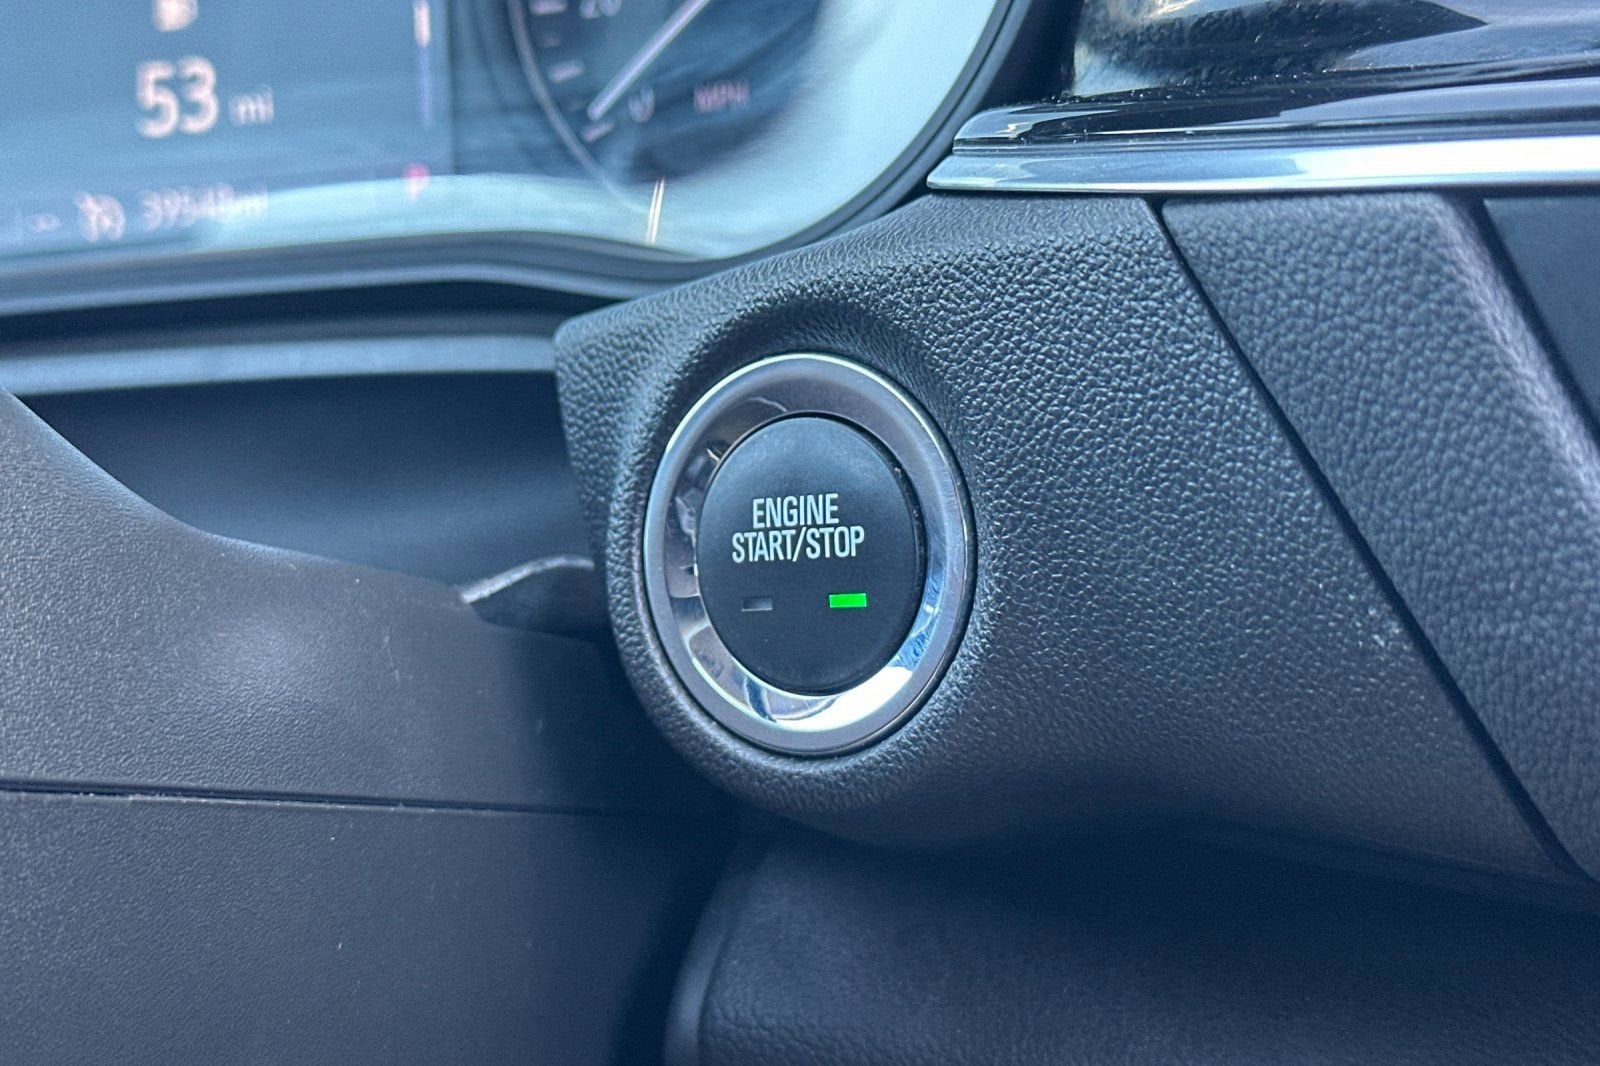 53 mi
MPH
ENGINE
START/STOP